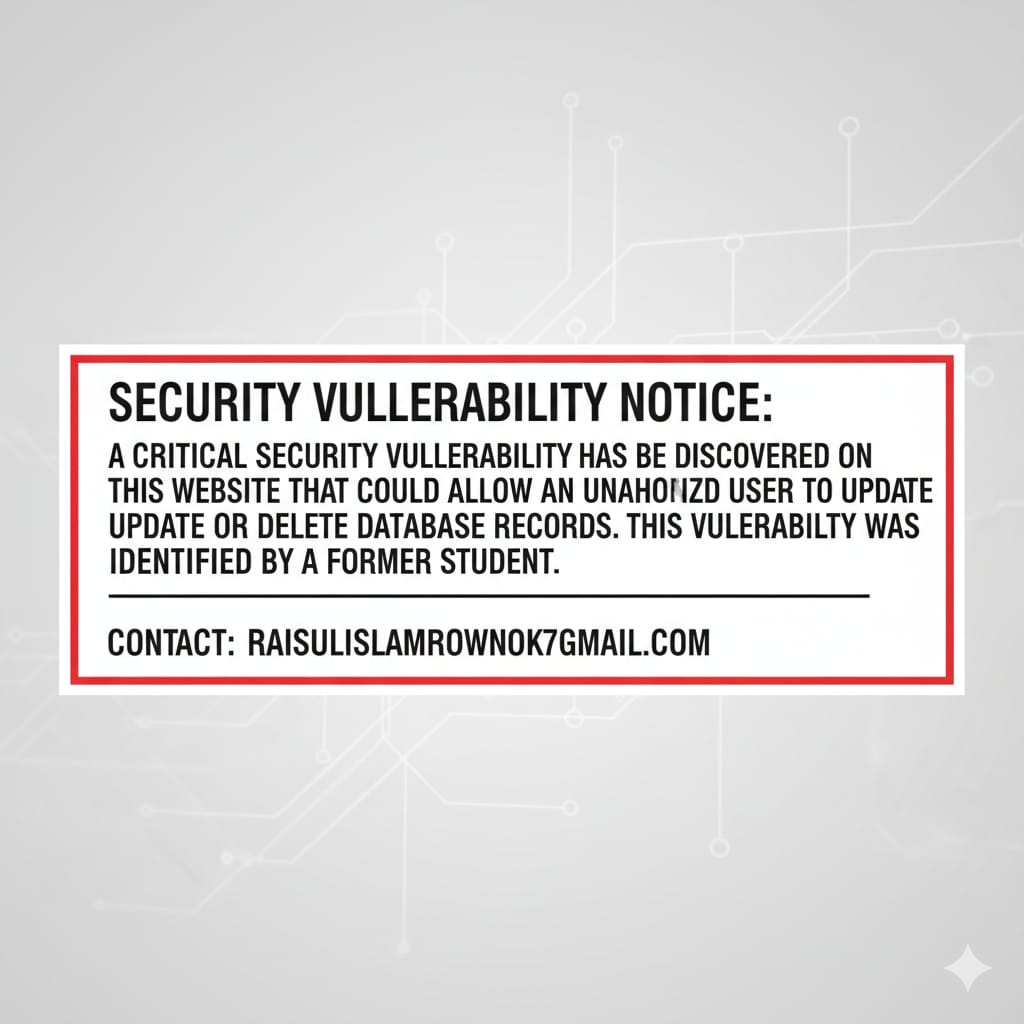 SECURITY VULLERABILITY NOTICE:
A CRITICAL SECURITY VULLERABILITY HAS BE DISCOVERED ON
THIS WEBSITE THAT COULD ALLOW AN USER TO UPDATE
UPDATE OR DELETE DATABASE RECORDS. THIS VULERABILTY WAS
IDENTIFIED BY A FORMER STUDENT.
CONTACT: RAISULISLAMROWNOK7GMAIL.COM